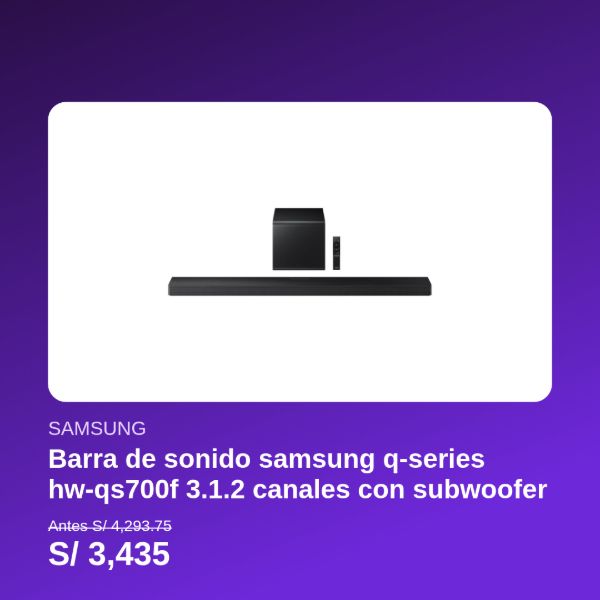 SAMSUNG
Barra de sonido samsung q-series
hw-qs700f 3.1.2 canales con subwoofer
Antes S/ 4,293.75
S/ 3,435